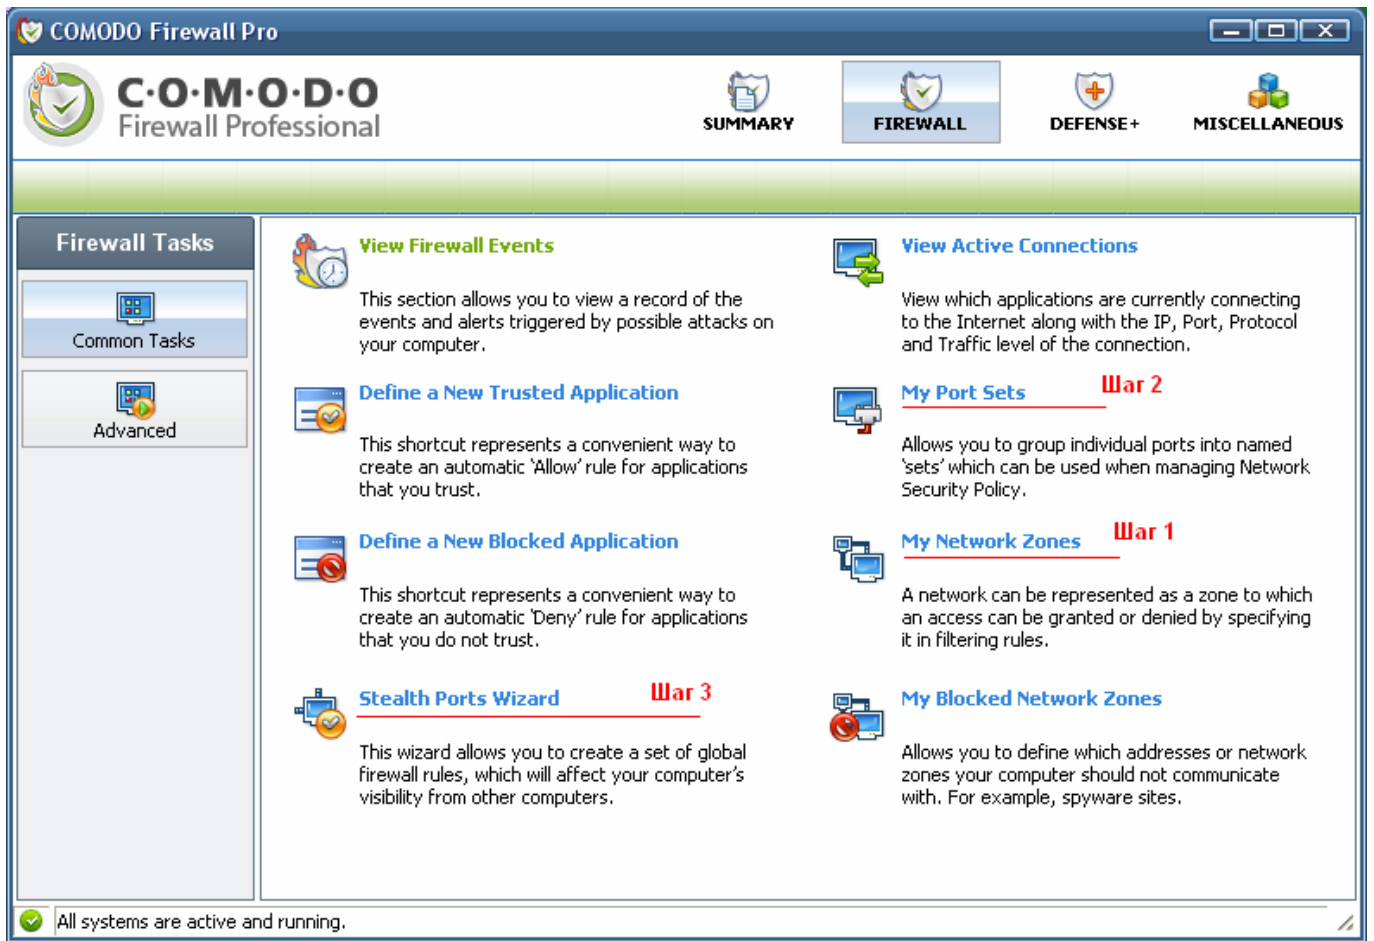 COMODO Firewall Pro
C·O·M·O·D·O
Firewall Professional
SUMMARY
FIREWALL
DEFENSE+
MISCELLANEOUS
Firewall Tasks
Common Tasks
Advanced
View Firewall Events
This section allows you to view a record of the
events and alerts triggered by possible attacks on
your computer.
View Active Connections
View which applications are currently connecting
to the Internet along with the IP, Port, Protocol
and Traffic level of the connection.
Define a New Trusted Application
This shortcut represents a convenient way to
create an automatic 'Allow' rule for applications
that you trust.
My Port Sets Шаг 2
Allows you to group individual ports into named
'sets' which can be used when managing Network
Security Policy.
Define a New Blocked Application
This shortcut represents a convenient way to
create an automatic 'Deny' rule for applications
that you do not trust.
My Network Zones Шаг 1
A network can be represented as a zone to which
an access can be granted or denied by specifying
it in filtering rules.
Stealth Ports Wizard Шаг 3
This wizard allows you to create a set of global
firewall rules, which will affect your computer's
visibility from other computers.
My Blocked Network Zones
Allows you to define which addresses or network
zones your computer should not communicate
with. For example, spyware sites.
All systems are active and running.